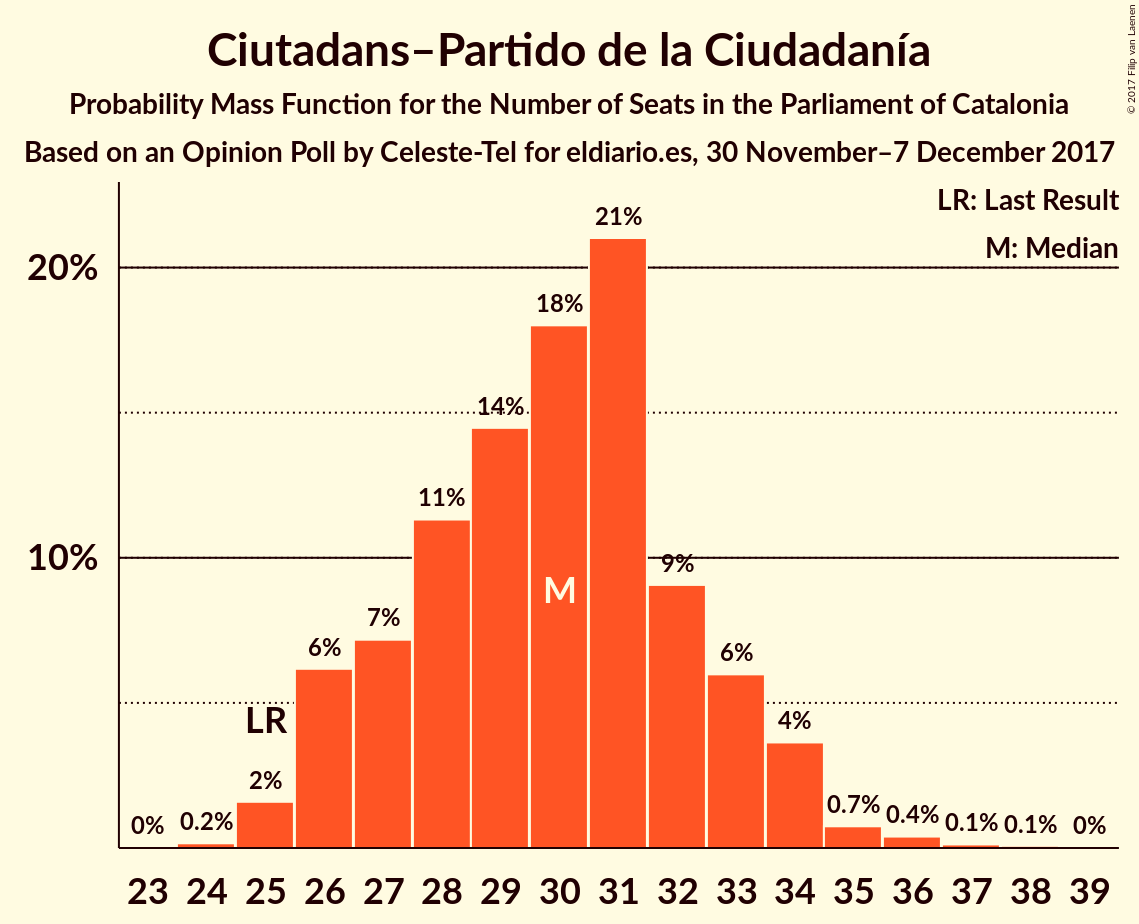 Ciutadans–Partido de la Ciudadanía
Probability Mass Function for the Number of Seats in the Parliament of Catalonia
Based on an Opinion Poll by Celeste-Tel for eldiario.es, 30 November–7 December 2017
© 2017 Filip van Laenen
LR: Last Result
M: Median
20%
10%
0%
0.2%
2%
LR
6%
7%
11%
14%
18%
M
21%
9%
6%
4%
0.7%
0.4%
0.1%
0.1%
0%
23 24 25 26 27 28 29 30 31 32 33 34 35 36 37 38 39